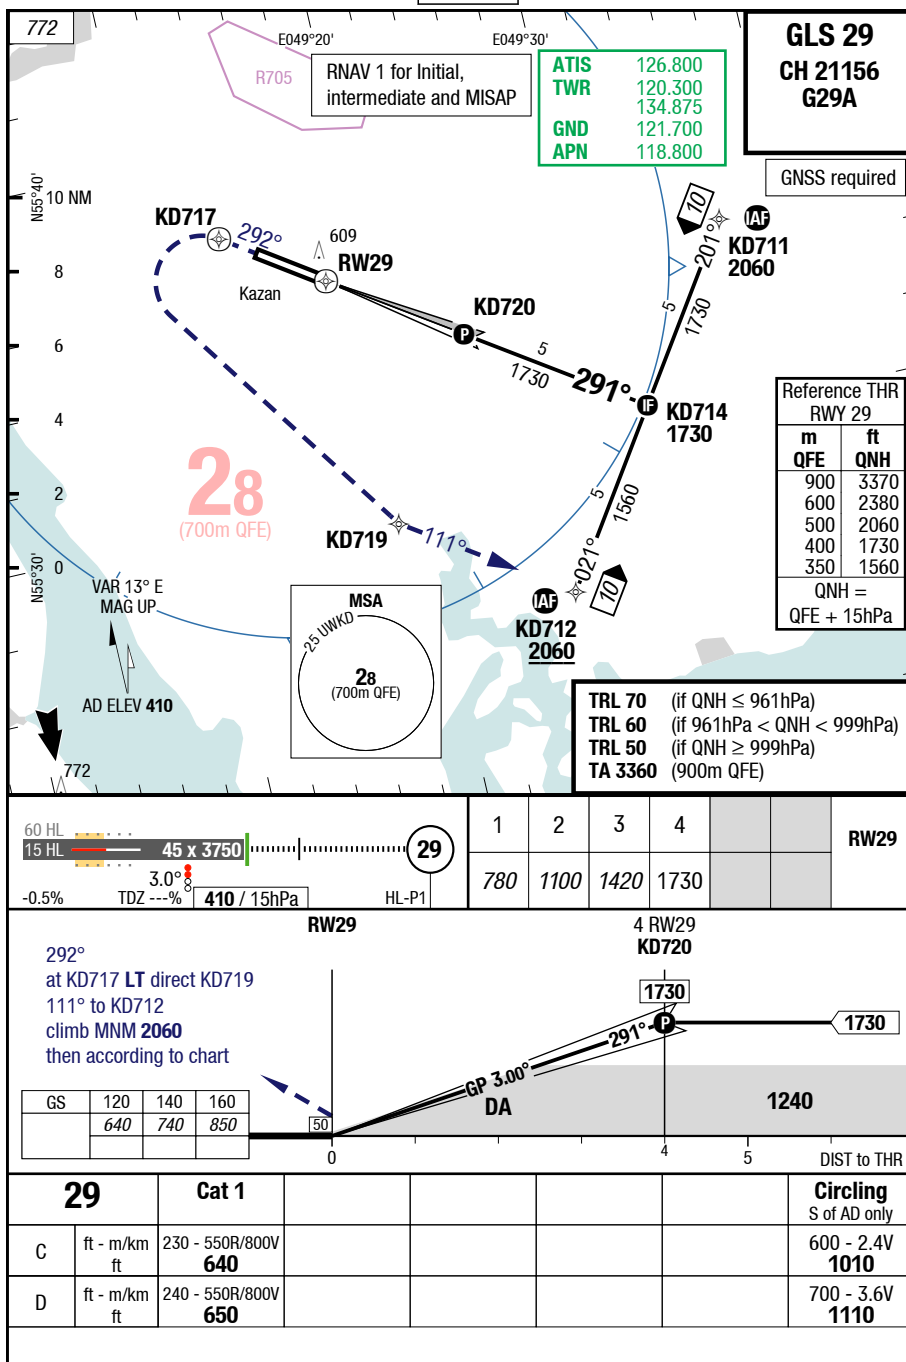 772
E049°20'
E049°30'
GLS 29
CH 21156
G29A
R705
RNAV 1 for Initial,
intermediate and MISAP
ATIS 126.800
TWR 120.300
134.875
GND 121.700
APN 118.800
GNSS required
N55°40'
10 NM
KD717
292°
609
RW29
Kazan
10
IAF
201°
KD711
2060
8
KD720
P
5
1730
6
5
1730
291°
IF
KD714
1730
4
Reference THR
RWY 29
m ft
QFE QNH
900 3370
600 2380
500 2060
400 1730
350 1560
QNH =
QFE + 15hPa
28
(700m QFE)
2
5
1560
KD719
111°
N55°30'
0
021°
10
IAF
KD712
2060
VAR 13° E
MAG UP
MSA
25 UWKD
28
(700m QFE)
AD ELEV 410
772
TRL 70 (if QNH ≤ 961hPa)
TRL 60 (if 961hPa < QNH < 999hPa)
TRL 50 (if QNH ≥ 999hPa)
TA 3360 (900m QFE)
60 HL
15 HL
45 x 3750
29
3.0°
-0.5%
TDZ ---%
410 / 15hPa
HL-P1
1 2 3 4 RW29
780 1100 1420 1730
RW29
4 RW29
KD720
292°
at KD717 LT direct KD719
111° to KD712
climb MNM 2060
then according to chart
1730
P
1730
291°
GP 3.00°
DA
1240
GS 120 140 160
640 740 850
50
0
4
5
DIST to THR
29 Cat 1 Circling
S of AD only
C ft - m/km 230 - 550R/800V 600 - 2.4V
ft 640 1010
D ft - m/km 240 - 550R/800V 700 - 3.6V
ft 650 1110